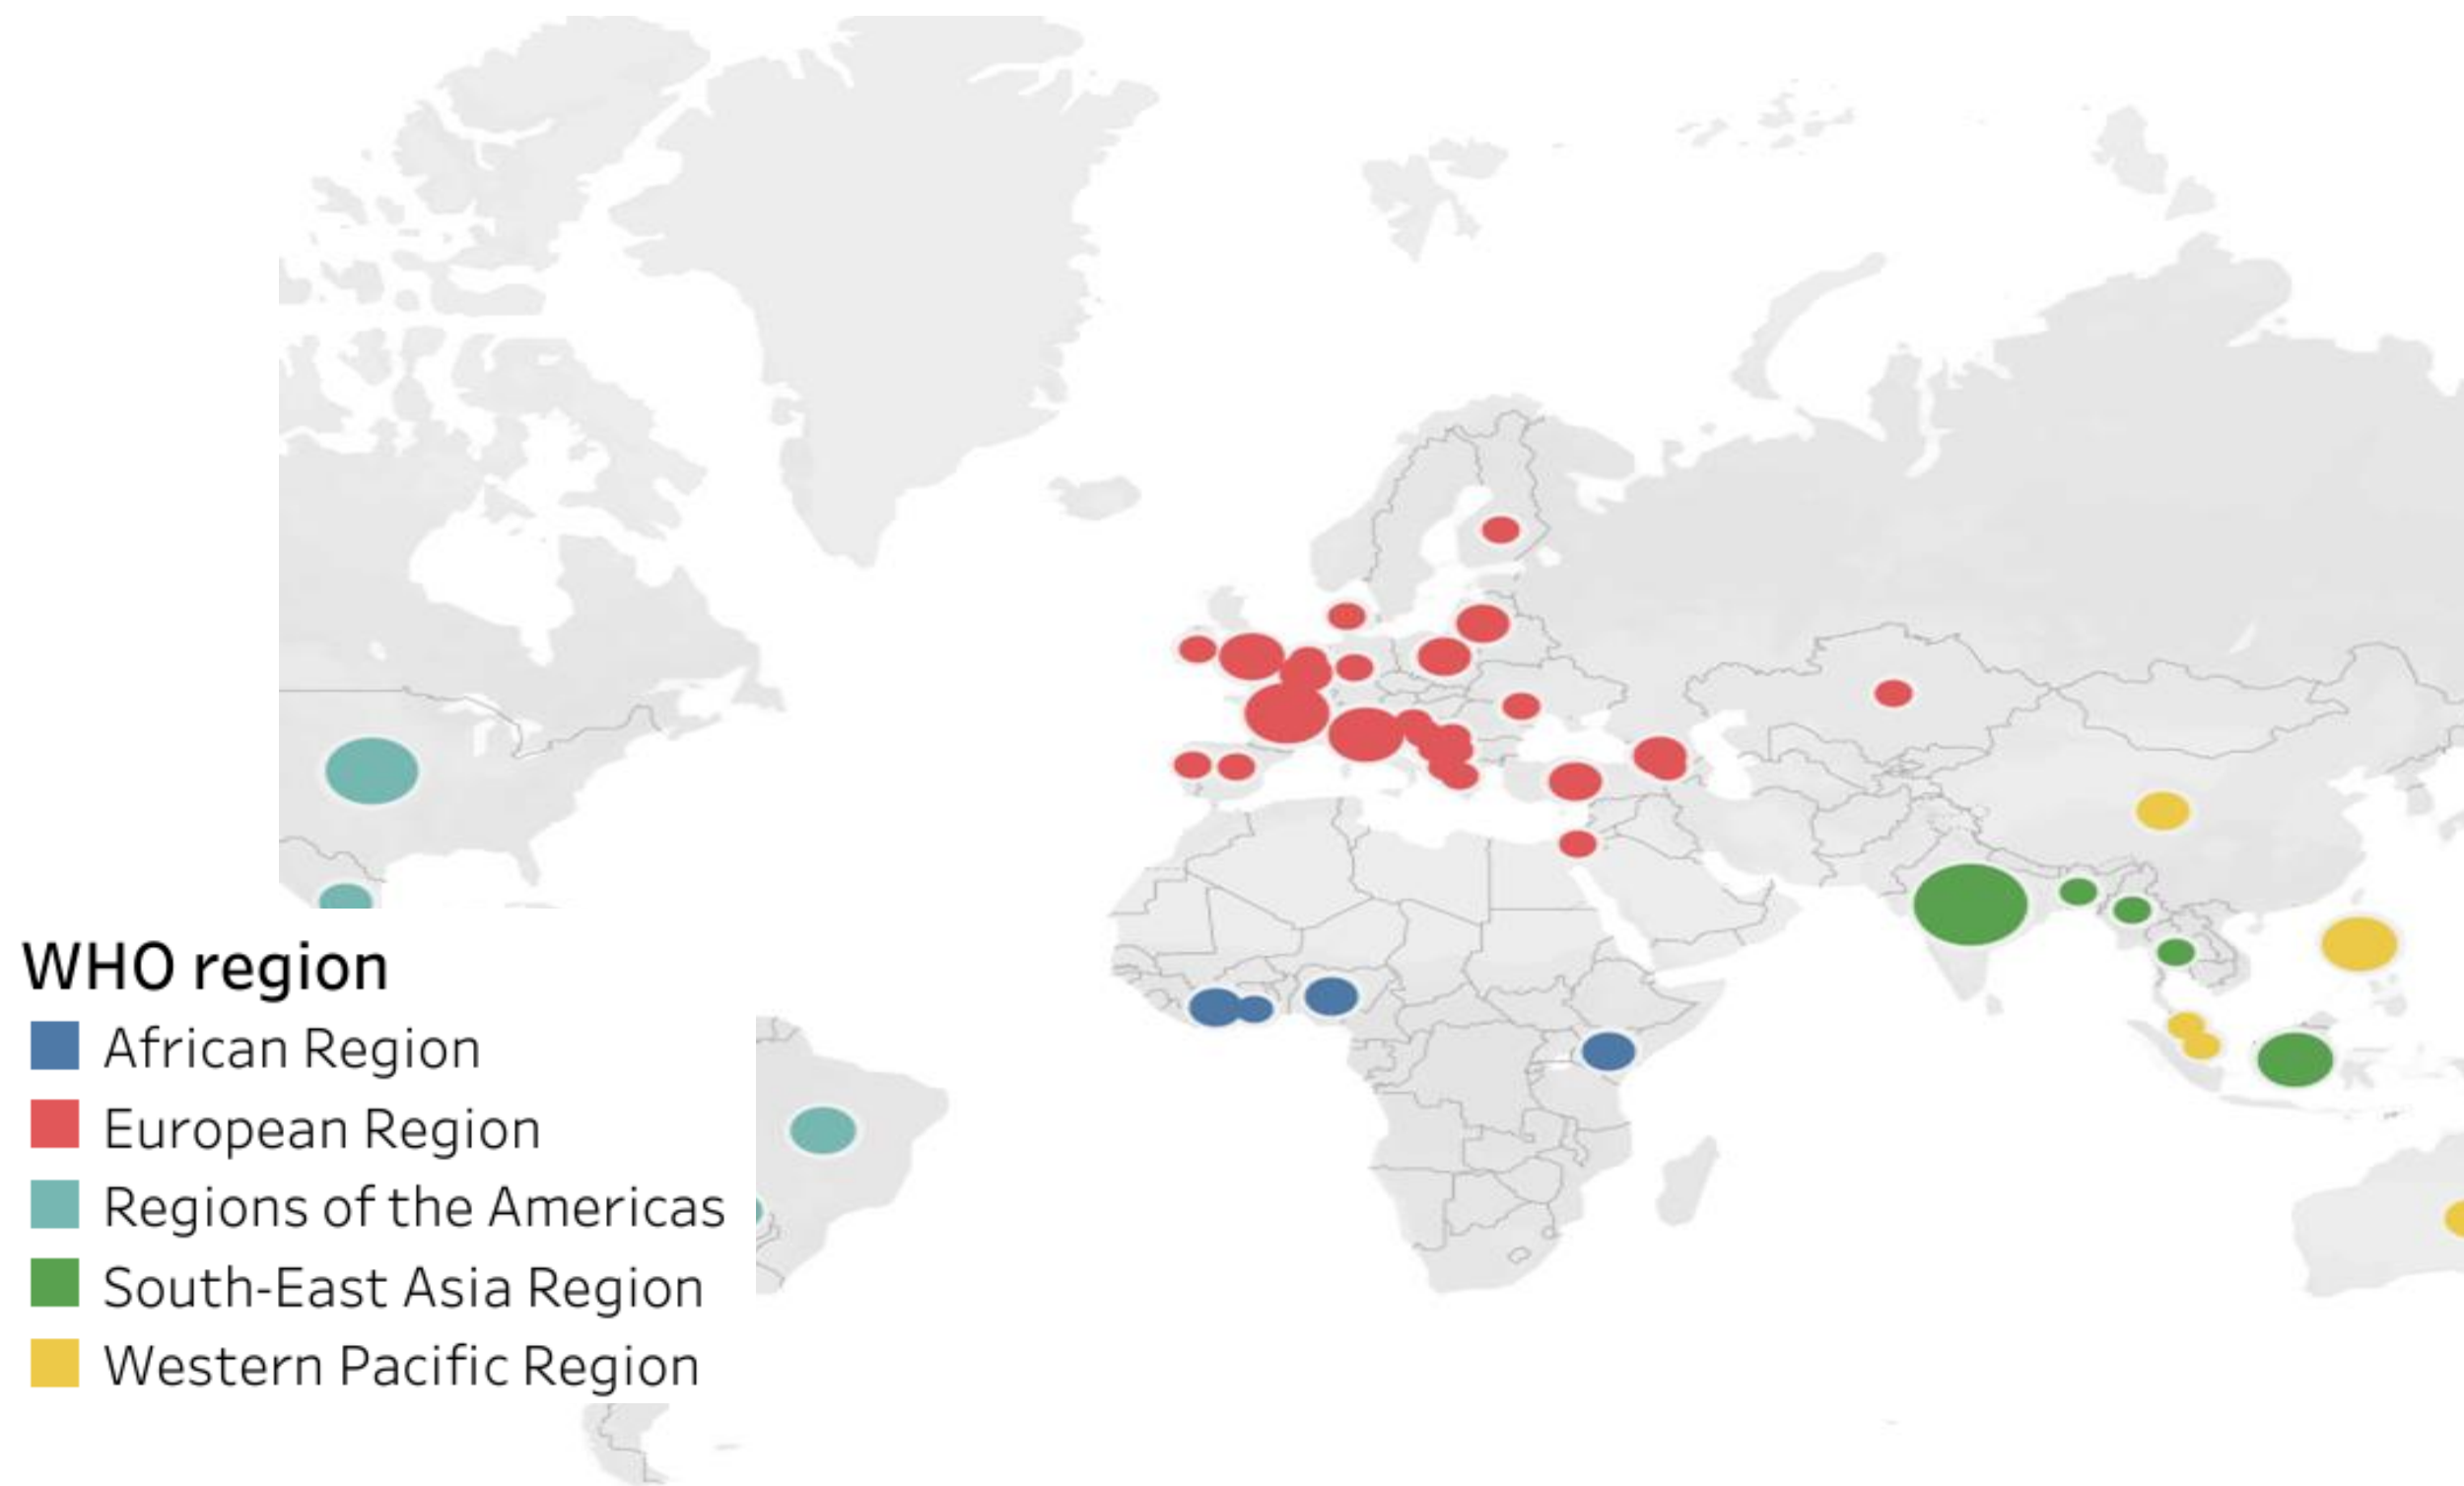 WHO region
African Region
European Region
Regions of the Americas
South-East Asia Region
Western Pacific Region